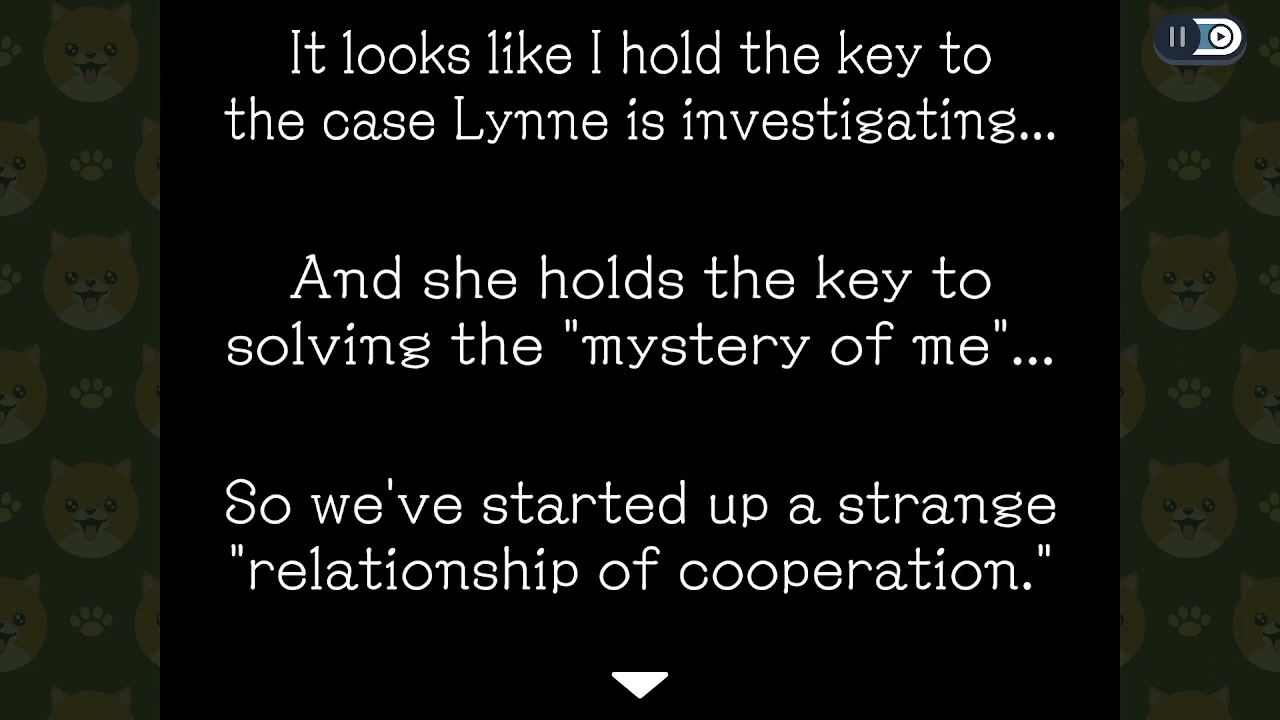 It looks like I hold the key to
the case Lynne is investigating...
And she holds the key to
solving the "mystery of me"...
So we've started up a strange
"relationship of cooperation."